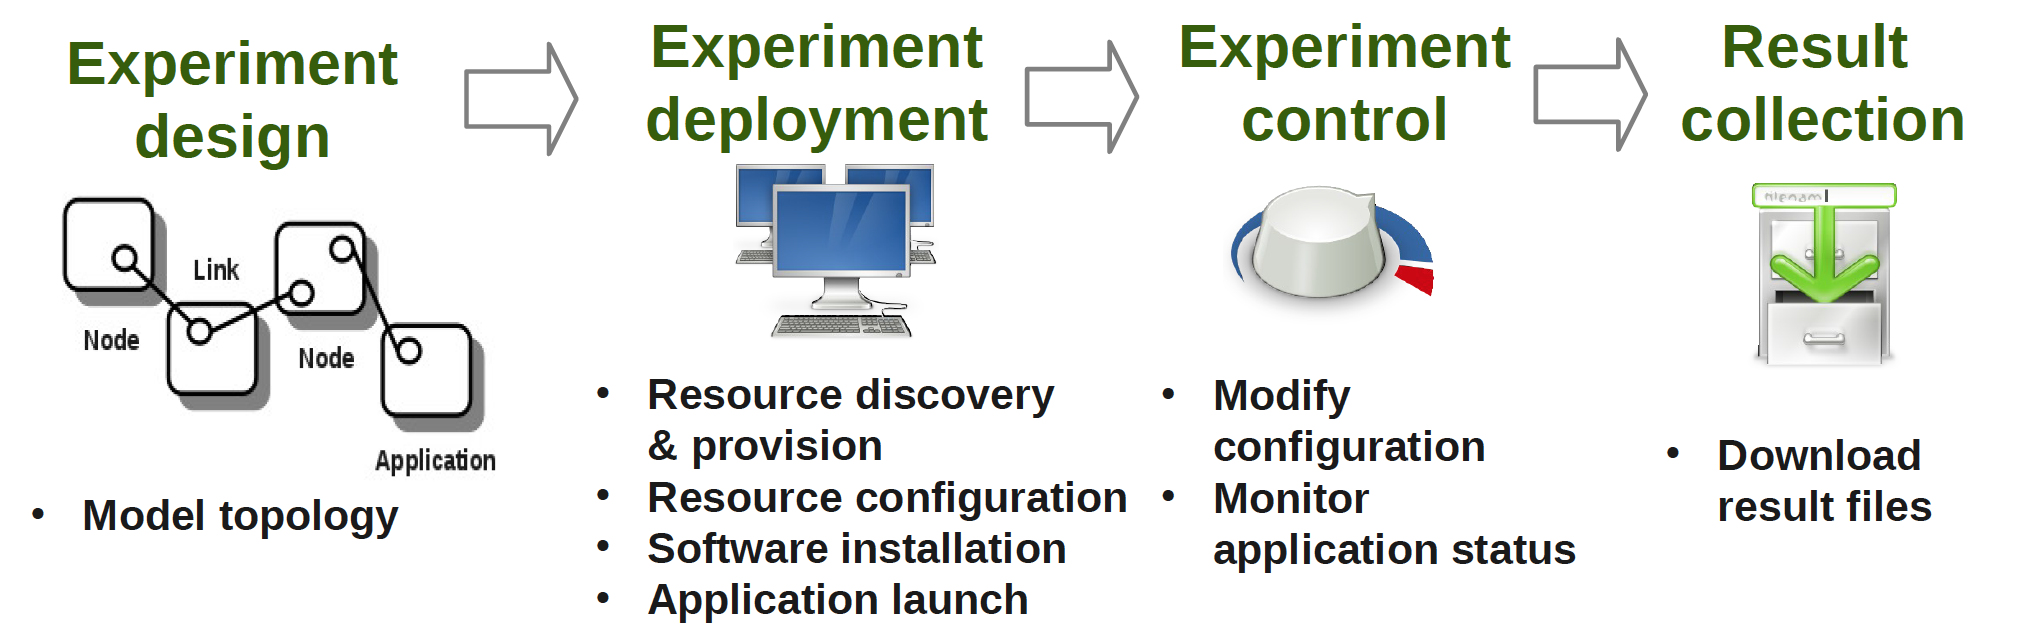 Experiment
design
Experiment
deployment
Experiment
control
Result
collection
Link
Node
Node
Application
filenam
• Model topology
• Resource discovery
& provision
• Resource configuration
• Software installation
• Application launch
• Modify
configuration
• Monitor
application status
• Download
result files